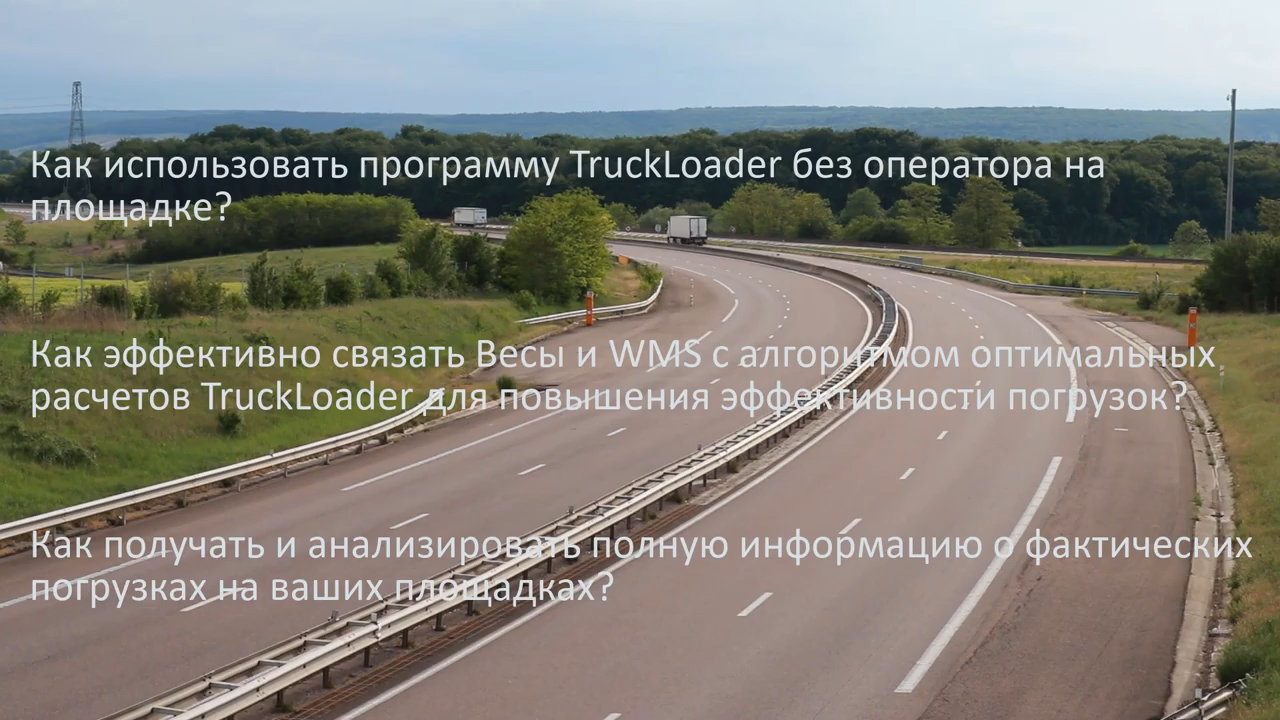 Как использовать программу TruckLoader без оператора на
площадке?
Как эффективно связать Весы и WMS с алгоритмом оптимальных
расчетов TruckLoader для повышения эффективности погрузок?
Как получать и анализировать полную информацию о фактических
погрузках на ваших площадках?